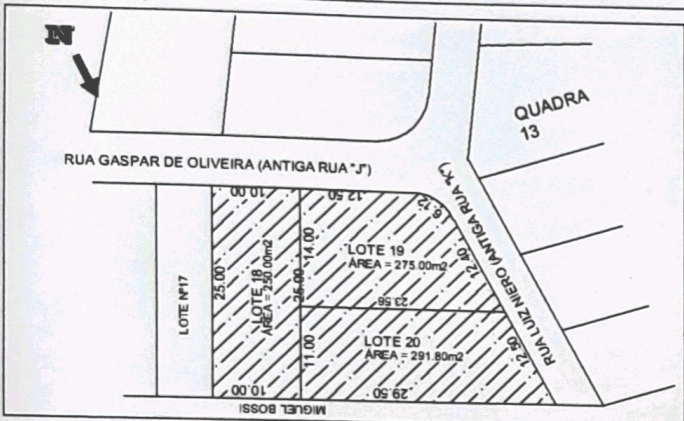 N
QUADRA
13
RUA GASPAR DE OLIVEIRA (ANTIGA RUA "J")
RUA LUIZ NIERO (ANTIGA RUA "K")
10.00
12.50
6.12
LOTE Nº17
25.00
LOTE 18
ÁREA = 250.00m2
25.00
14.00
LOTE 19
ÁREA = 275.00m2
12.40
23.56
11.00
LOTE 20
ÁREA = 291.80m2
12.50
10.00
29.50
MIGUEL BOSSI